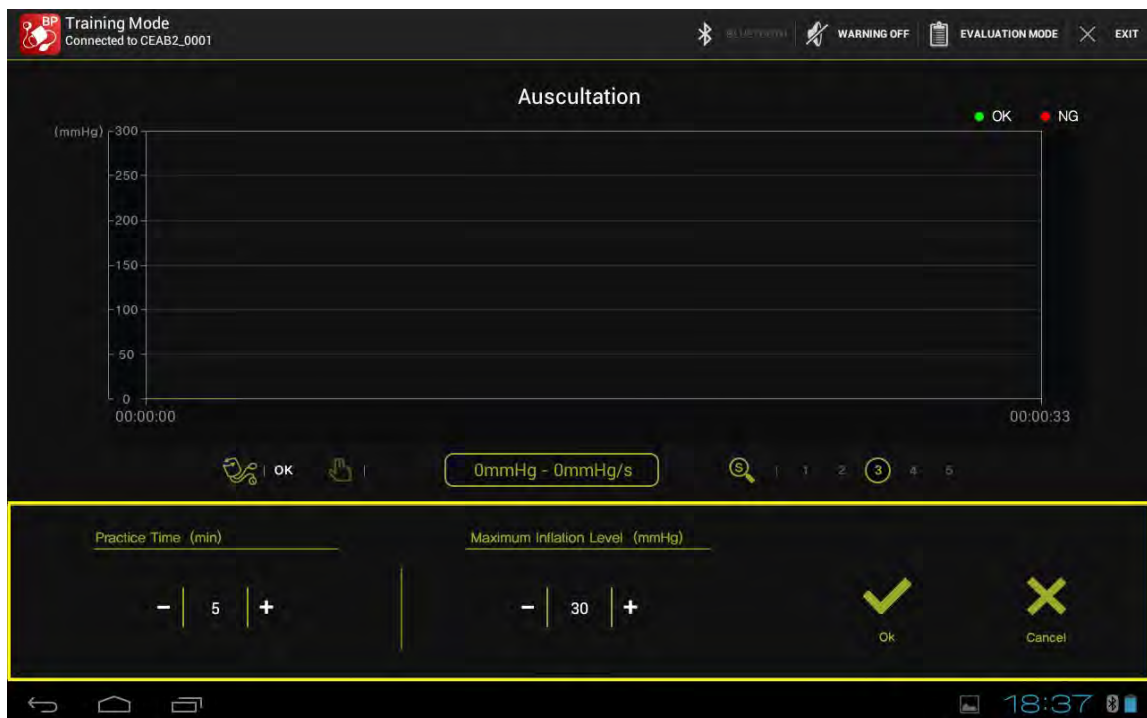 BP Training Mode
Connected to CEAB2_0001
BLUETOOTH
WARNING OFF
EVALUATION MODE
EXIT
Auscultation
OK NG
(mmHg)
300
250
200
150
100
50
0
00:00:00 00:00:33
OK
0mmHg - 0mmHg/s
S 1 2 3 4 5
Practice Time (min)
Maximum Inflation Level (mmHg)
− 5 +
− 30 +
Ok
Cancel
18:37